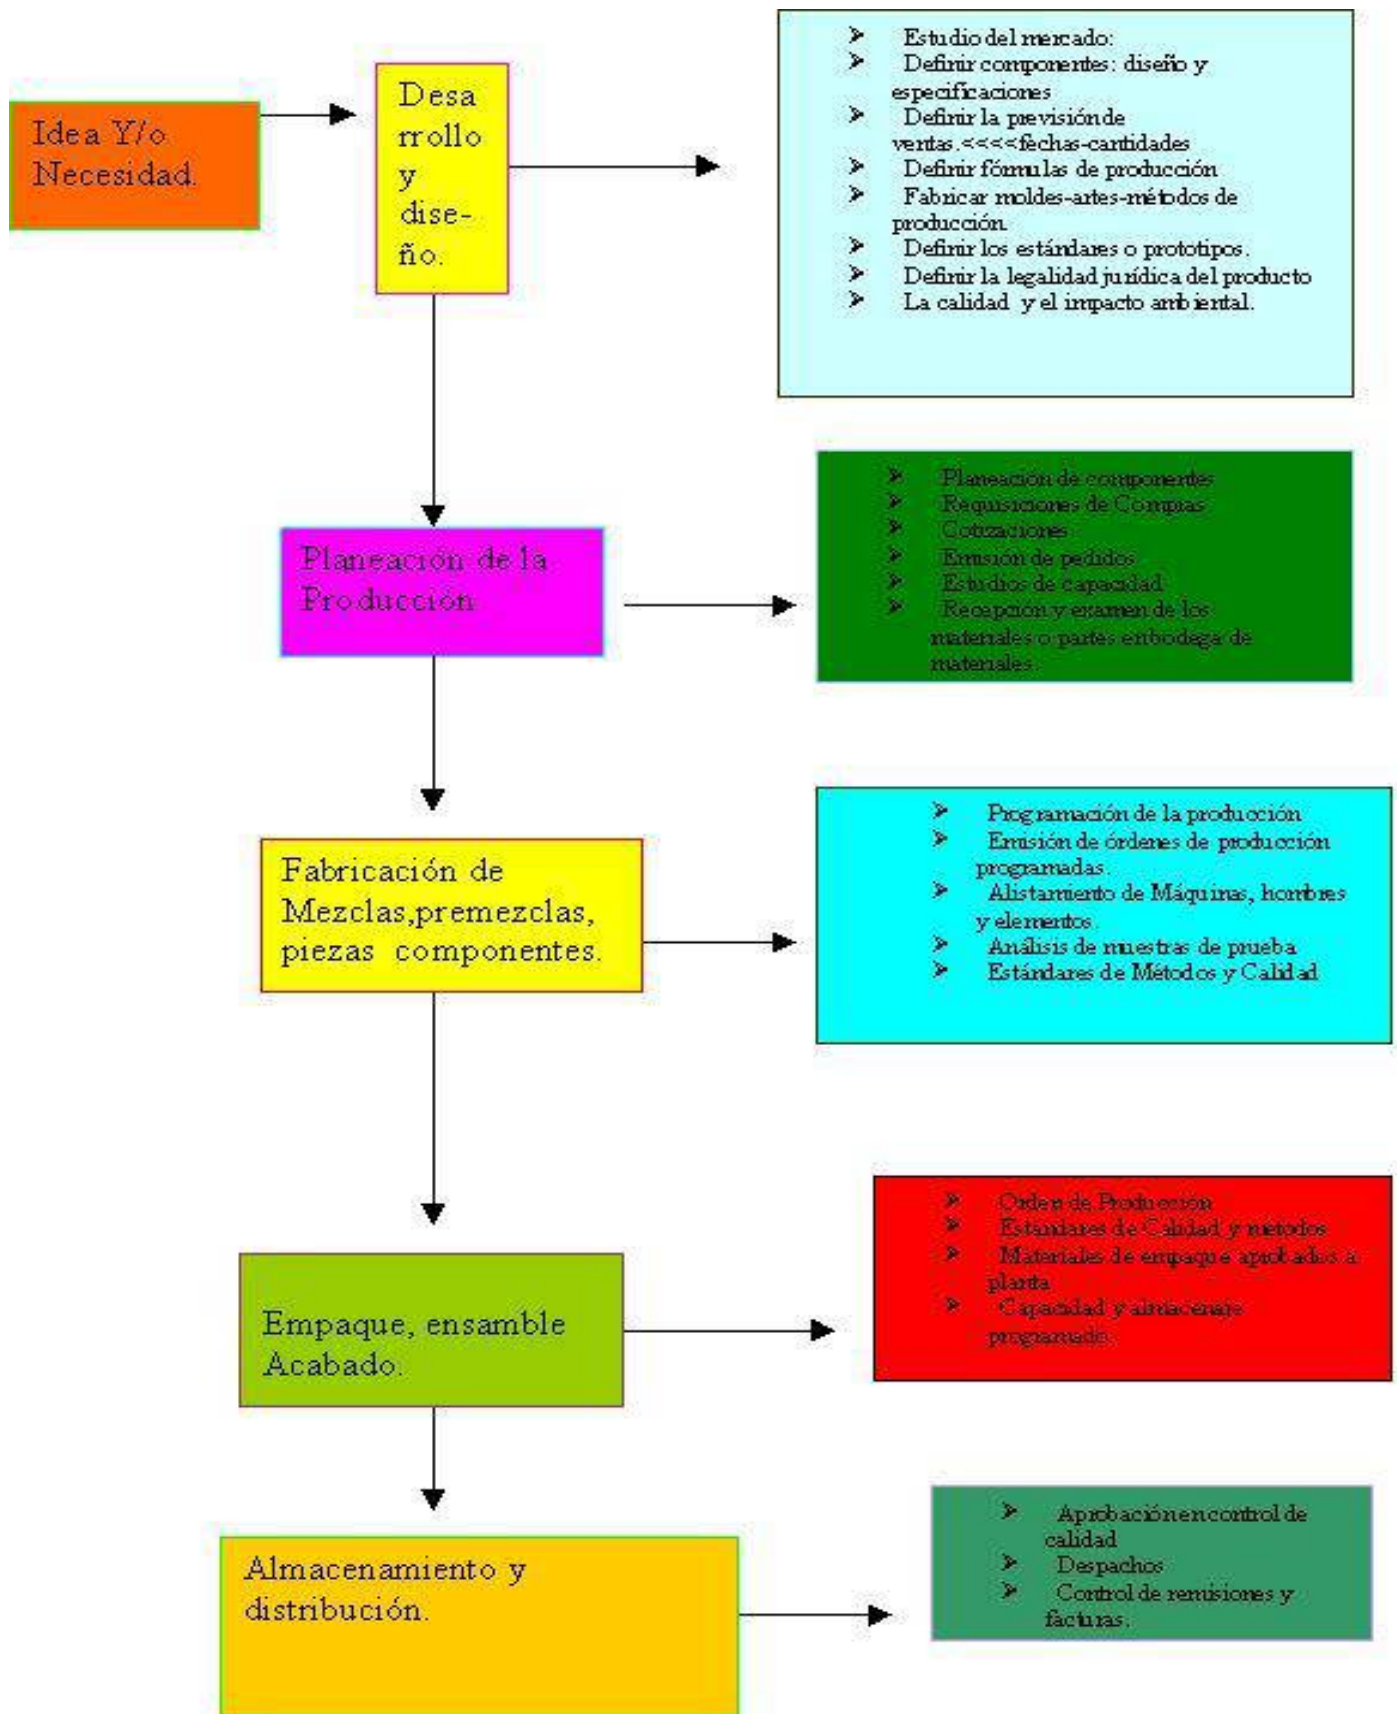 Idea Y/o
Necesidad.
Desa
rrollo
y
dise-
ño.
➢ Estudio del mercado:
➢ Definir componentes: diseño y
especificaciones
➢ Definir la previsión de
ventas.<<<<fechas-cantidades
➢ Definir fórmulas de producción
➢ Fabricar moldes-artes-métodos de
producción.
➢ Definir los estándares o prototipos.
➢ Definir la legalidad jurídica del producto
➢ La calidad y el impacto ambiental.
Planeación de la
Producción
➢ Planeación de componentes
➢ Requisiciones de Compras
➢ Cotizaciones
➢ Emisión de pedidos
➢ Estudios de capacidad
➢ Recepción y examen de los
materiales o partes en bodega de
materiales.
Fabricación de
Mezclas,premezclas,
piezas componentes.
➢ Programación de la producción
➢ Emisión de órdenes de producción
programadas.
➢ Alistamiento de Máquinas, hombres
y elementos.
➢ Análisis de muestras de prueba
➢ Estándares de Métodos y Calidad
Empaque, ensamble
Acabado.
➢ Orden de Producción
➢ Estándares de Calidad y métodos
➢ Materiales de empaque aprobados a
planta
➢ Capacidad y almacenaje
programado.
Almacenamiento y
distribución.
➢ Aprobación en control de
calidad
➢ Despachos
➢ Control de remisiones y
facturas.